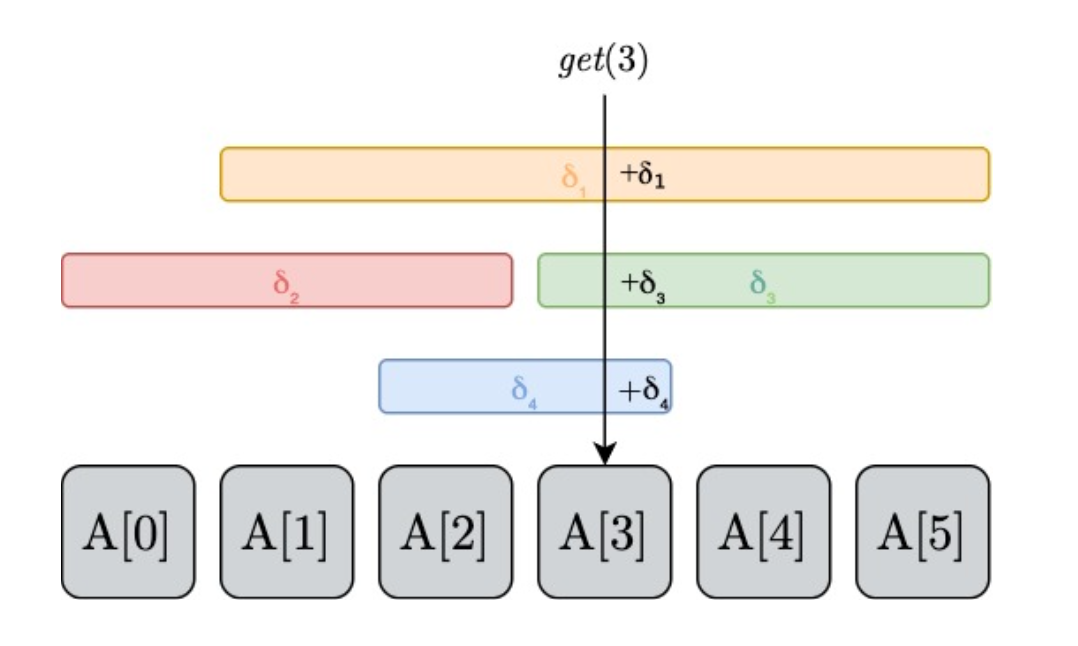 get(3)
δ₁ +δ₁
δ₂ +δ₃ δ₃
δ₄ +δ₄
A[0] A[1] A[2] A[3] A[4] A[5]